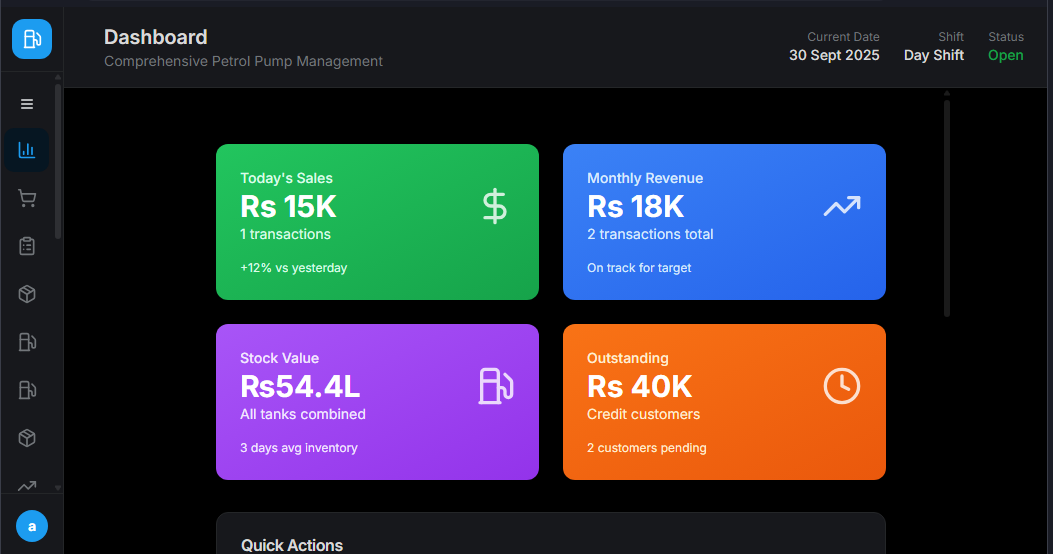 Dashboard
Comprehensive Petrol Pump Management
Current Date
30 Sept 2025
Shift
Day Shift
Status
Open
Today's Sales
Rs 15K
1 transactions
+12% vs yesterday
Monthly Revenue
Rs 18K
2 transactions total
On track for target
Stock Value
Rs54.4L
All tanks combined
3 days avg inventory
Outstanding
Rs 40K
Credit customers
2 customers pending
Quick Actions
a